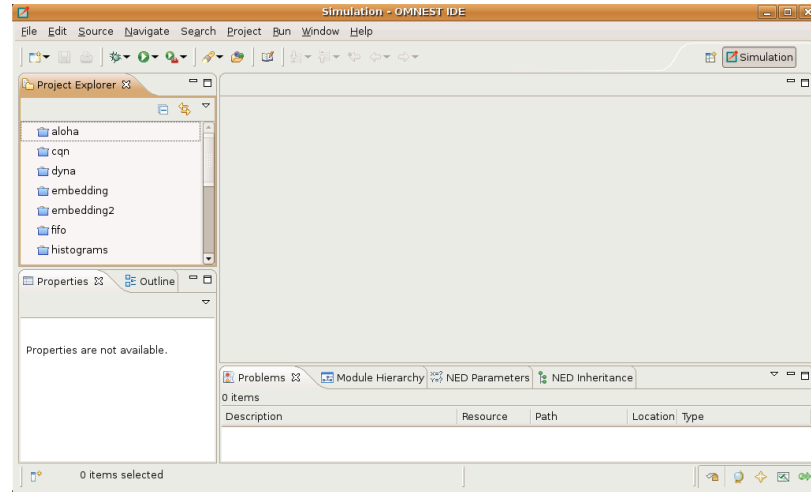 Simulation - OMNEST IDE
File Edit Source Navigate Search Project Run Window Help
Simulation
Project Explorer
aloha
cqn
dyna
embedding
embedding2
fifo
histograms
Properties Outline
Properties are not available.
Problems Module Hierarchy NED Parameters NED Inheritance
0 items
Description Resource Path Location Type
0 items selected